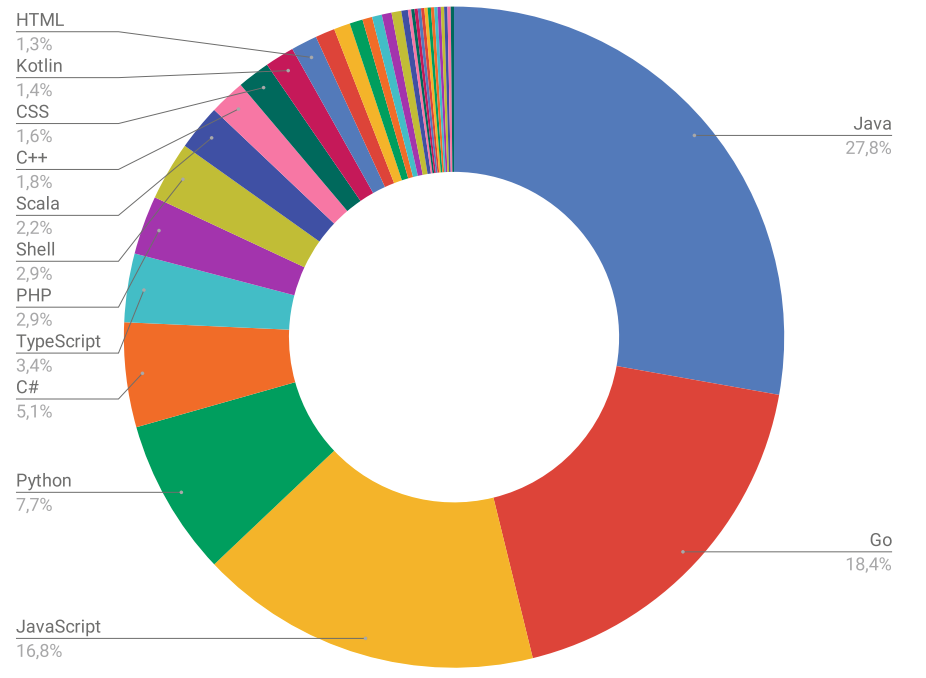 HTML
1,3%
Kotlin
1,4%
CSS
1,6%
C++
1,8%
Scala
2,2%
Shell
2,9%
PHP
2,9%
TypeScript
3,4%
C#
5,1%
Python
7,7%
JavaScript
16,8%
Java
27,8%
Go
18,4%